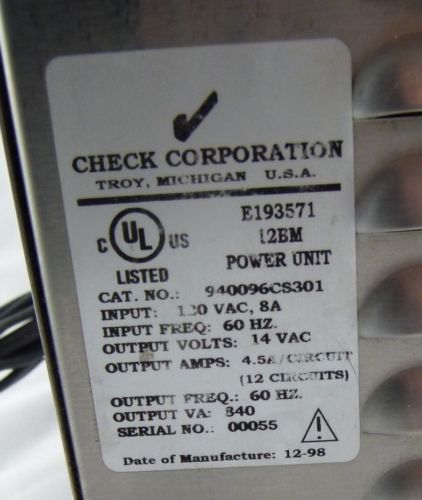 CHECK CORPORATION
TROY, MICHIGAN U.S.A.
E193571
C UL US
12BM
LISTED
POWER UNIT
CAT. NO.: 940096CS301
INPUT: 120 VAC, 8A
INPUT FREQ: 60 HZ.
OUTPUT VOLTS: 14 VAC
OUTPUT AMPS: 4.5A/CIRCUIT
(12 CIRCUITS)
OUTPUT FREQ.: 60 HZ.
OUTPUT VA: 840
SERIAL NO.: 00055
Date of Manufacture: 12-98